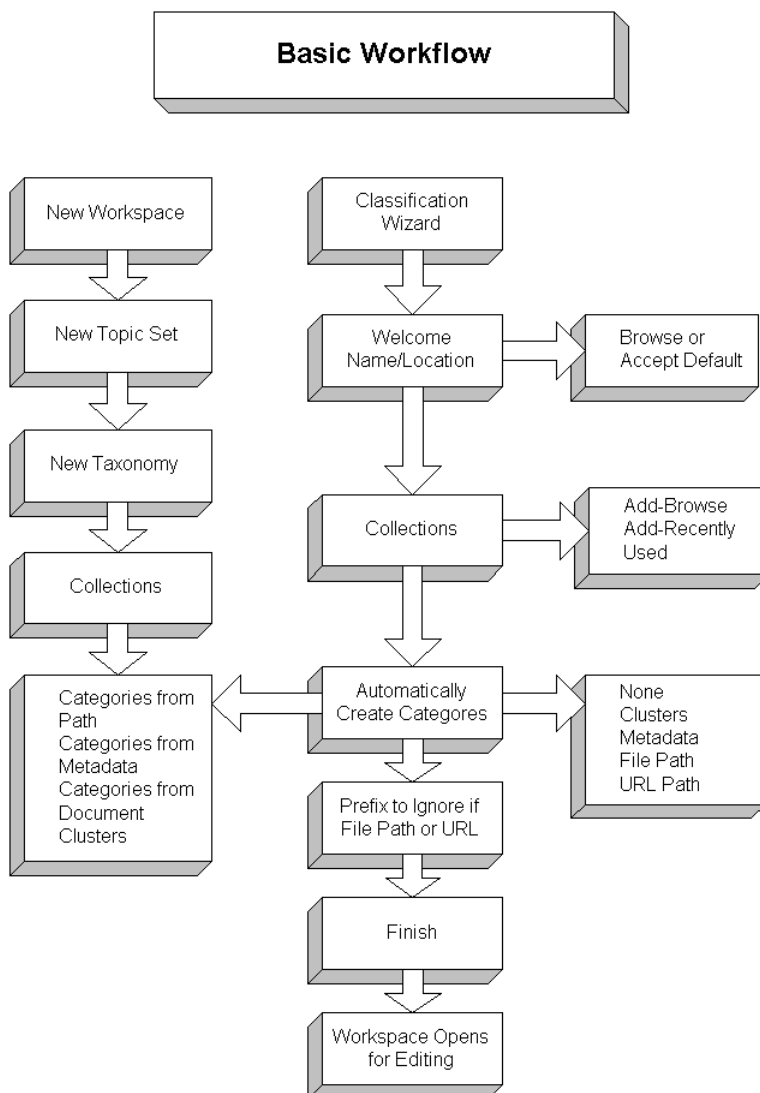 Basic Workflow
New Workspace
New Topic Set
New Taxonomy
Collections
Categories from
Path
Categories from
Metadata
Categories from
Document
Clusters
Classification
Wizard
Welcome
Name/Location
Collections
Automatically
Create Categores
Prefix to Ignore if
File Path or URL
Finish
Workspace Opens
for Editing
Browse or
Accept Default
Add-Browse
Add-Recently
Used
None
Clusters
Metadata
File Path
URL Path